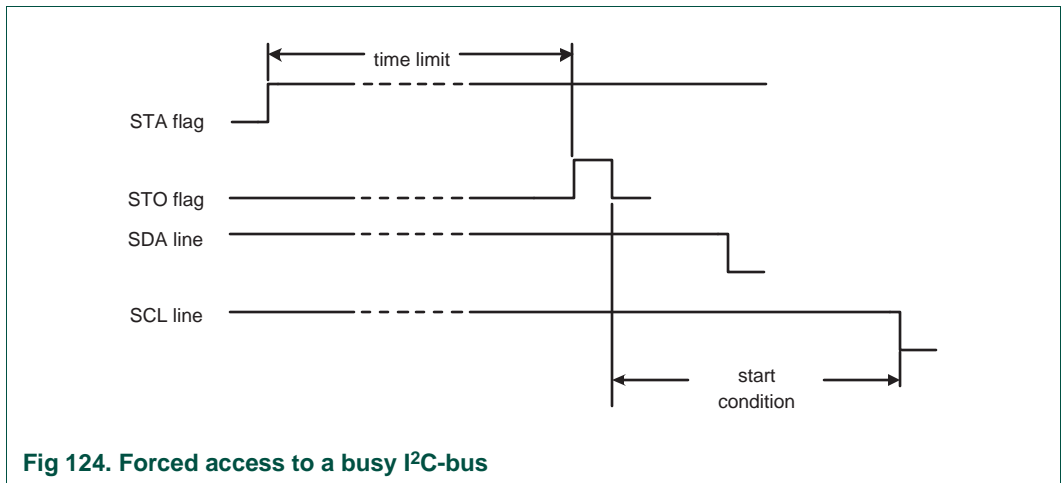 time limit
STA flag
STO flag
SDA line
SCL line
start
condition
Fig 124. Forced access to a busy I²C-bus